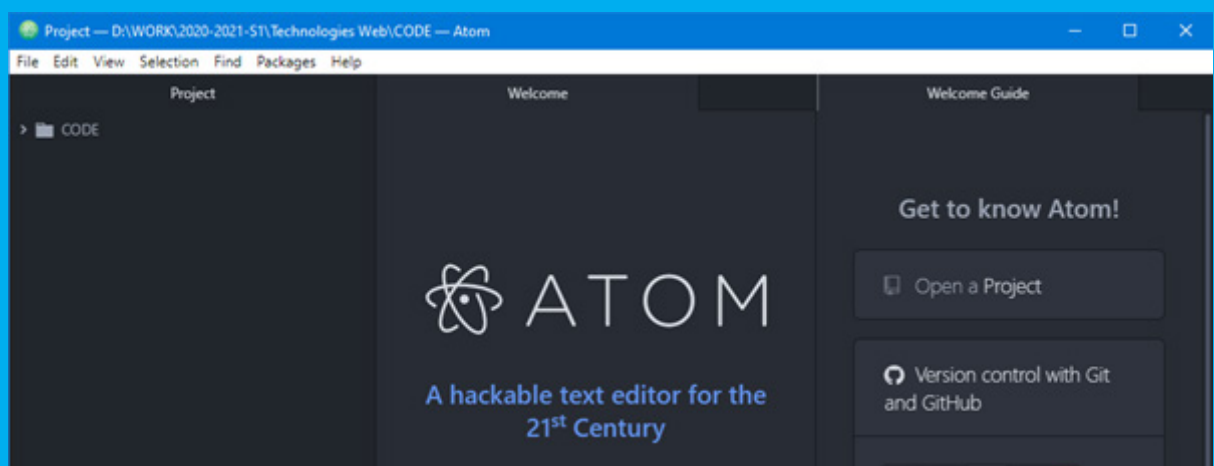 Project — D:\WORK\2020-2021-S1\Technologies Web\CODE — Atom
File Edit View Selection Find Packages Help
Project
Welcome
Welcome Guide
CODE
ATOM
A hackable text editor for the
21st Century
Get to know Atom!
Open a Project
Version control with Git
and GitHub